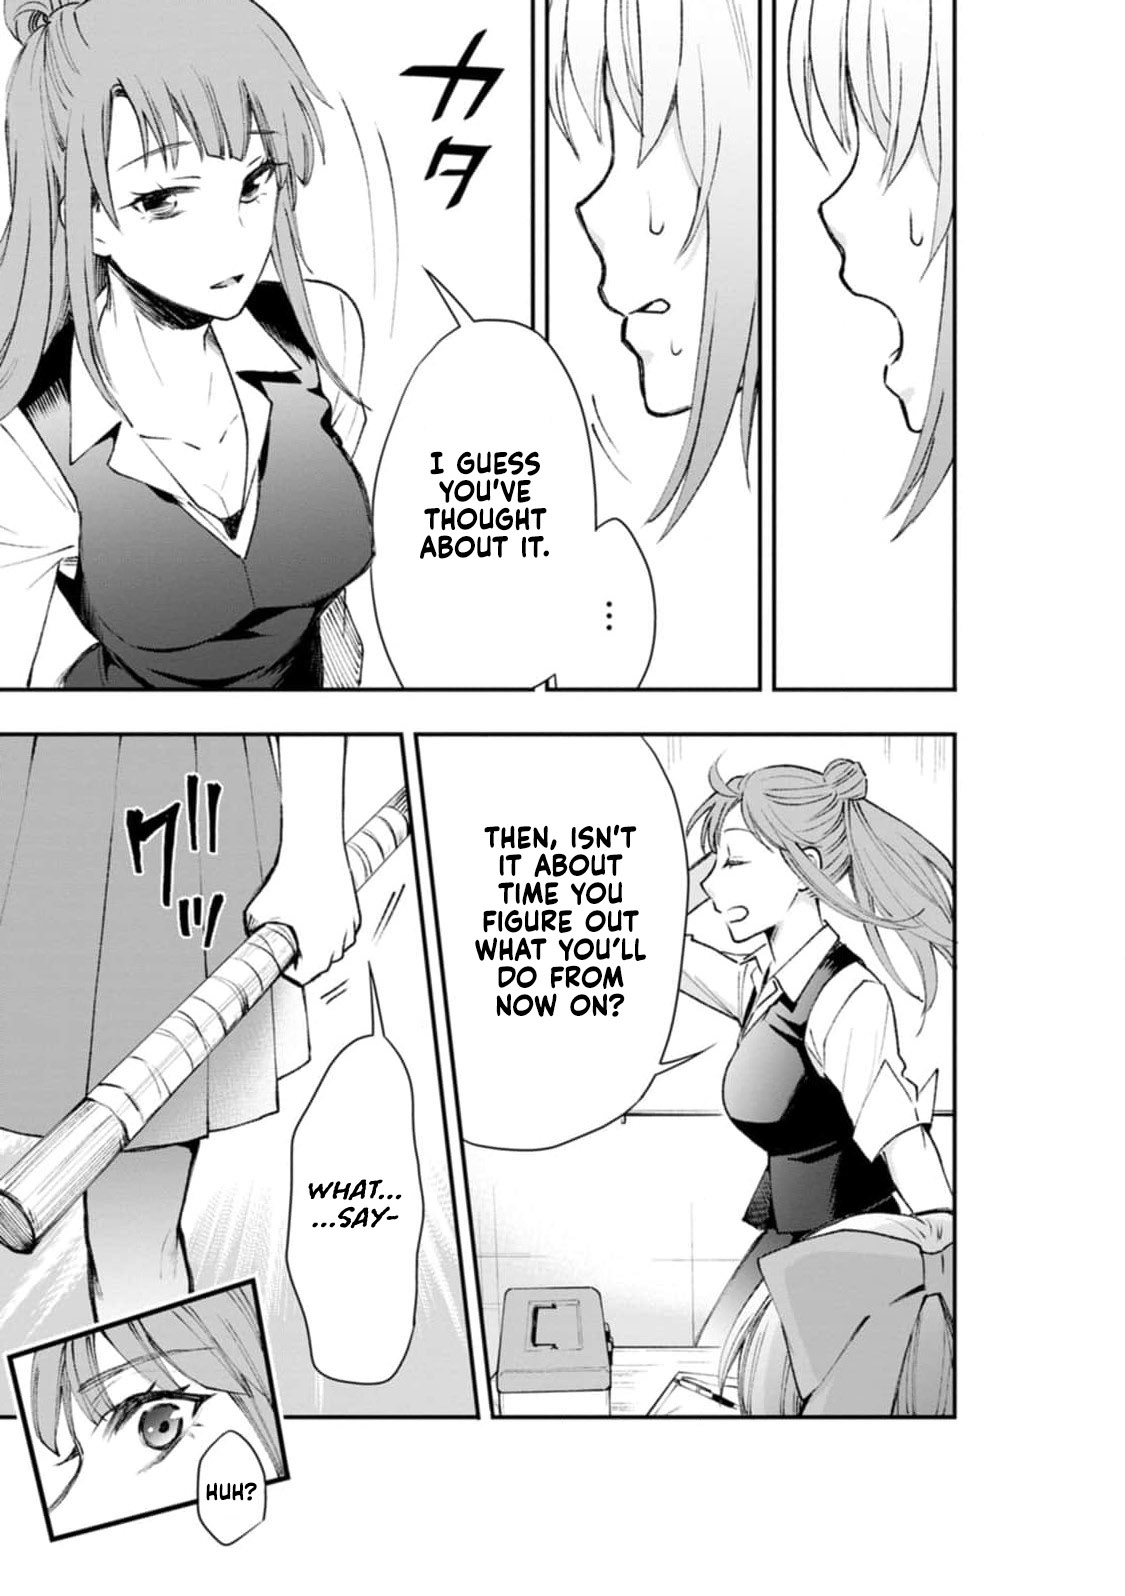 カタ
…
I GUESS
YOU'VE
THOUGHT
ABOUT IT.
THEN, ISN'T
IT ABOUT
TIME YOU
FIGURE OUT
WHAT YOU'LL
DO FROM
NOW ON?
グッ
WHAT...
...SAY-
HUH?